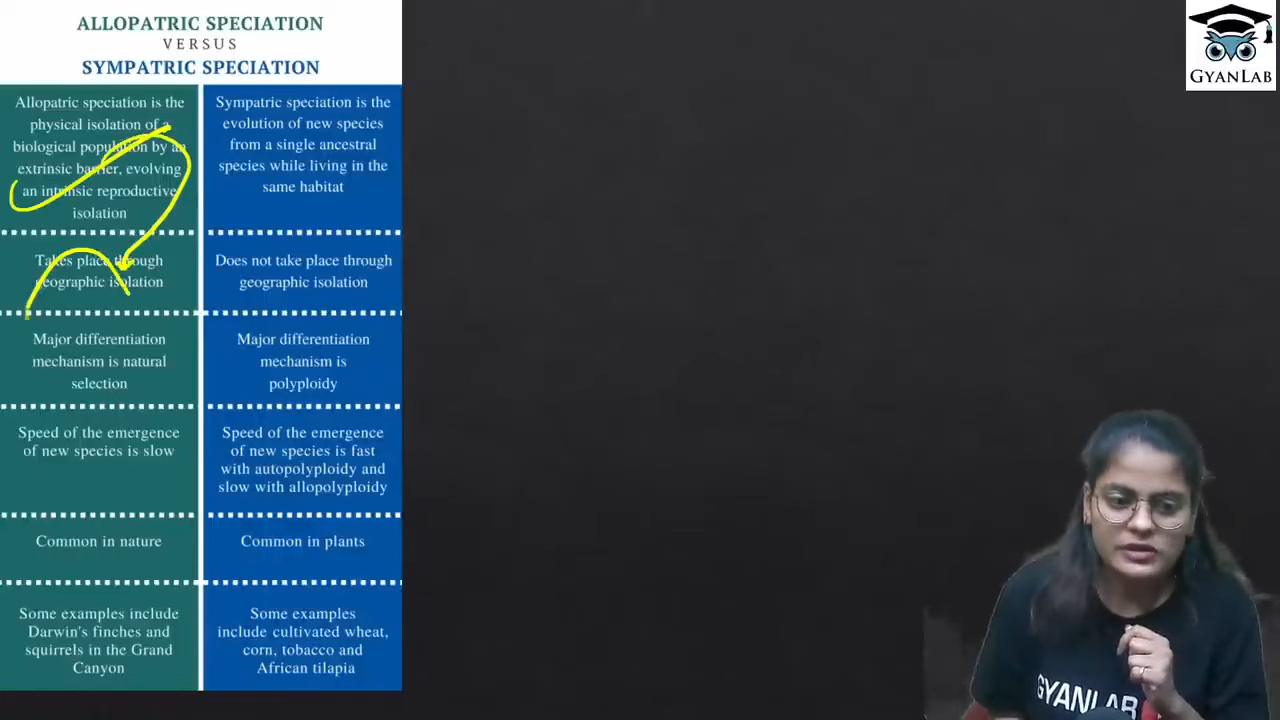 ALLOPATRIC SPECIATION
VERSUS
SYMPATRIC SPECIATION
Allopatric speciation is the
physical isolation of a
biological population by an
extrinsic barrier, evolving
an intrinsic reproductive
isolation
Sympatric speciation is the
evolution of new species
from a single ancestral
species while living in the
same habitat
Takes place through
geographic isolation
Does not take place through
geographic isolation
Major differentiation
mechanism is natural
selection
Major differentiation
mechanism is
polyploidy
Speed of the emergence
of new species is slow
Speed of the emergence
of new species is fast
with autopolyploidy and
slow with allopolyploidy
Common in nature
Common in plants
Some examples include
Darwin's finches and
squirrels in the Grand
Canyon
Some examples
include cultivated wheat,
corn, tobacco and
African tilapia
GYANLAB
GYANLAB